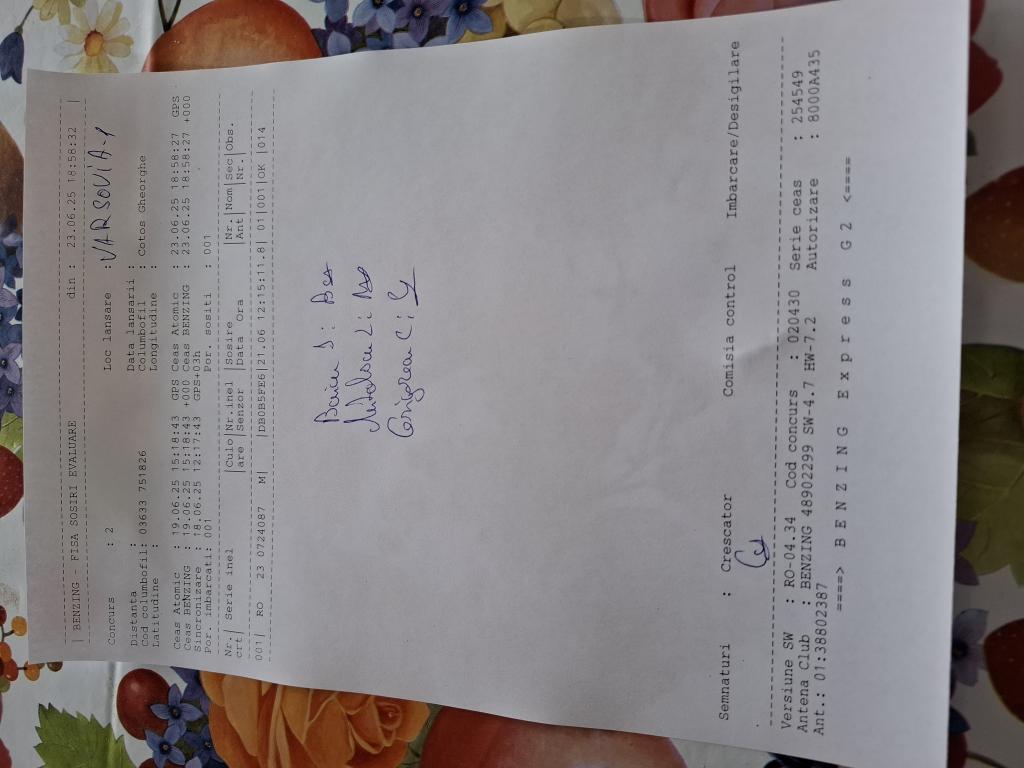 | BENZING - FISA SOSIRI EVALUARE din : 23.06.25 18:58:32 |
Concurs : 2 Loc lansare : VARSOVIA-1
Distanta : Data lansarii :
Cod columbofil: 03633 751826 Columbofil : Cotos Gheorghe
Latitudine : Longitudine :
Ceas Atomic : 19.06.25 15:18:43 GPS Ceas Atomic : 23.06.25 18:58:27 GPS
Ceas BENZING : 19.06.25 15:18:43 +000 Ceas BENZING : 23.06.25 18:58:27 +000
Sincronizare : 18.06.25 12:17:43 GPS+03h
Por.imbarcati: 001 Por. sositi : 001
Nr.| Serie inel |Culo|Nr.inel |Sosire |Nr.|Nom|Sec|Obs.
crt| |are |Senzor |Data Ora |Ant|Nr.|
001| RO 23 0724087 M| |DB0B5FE6|21.06 12:15:11.8| 01|001|OK |014
L :
Grigorean C :
Semnaturi : Crescator Comisia control Imbarcare/Desigilare
Versiune SW : RO-04.34 Cod concurs : 020430 Serie ceas : 254549
Antena Club : BENZING 48902299 SW-4.7 HW-7.2 Autorizare : 8000A435
Ant.: 01:38802387
====> B E N Z I N G E x p r e s s G 2 <====